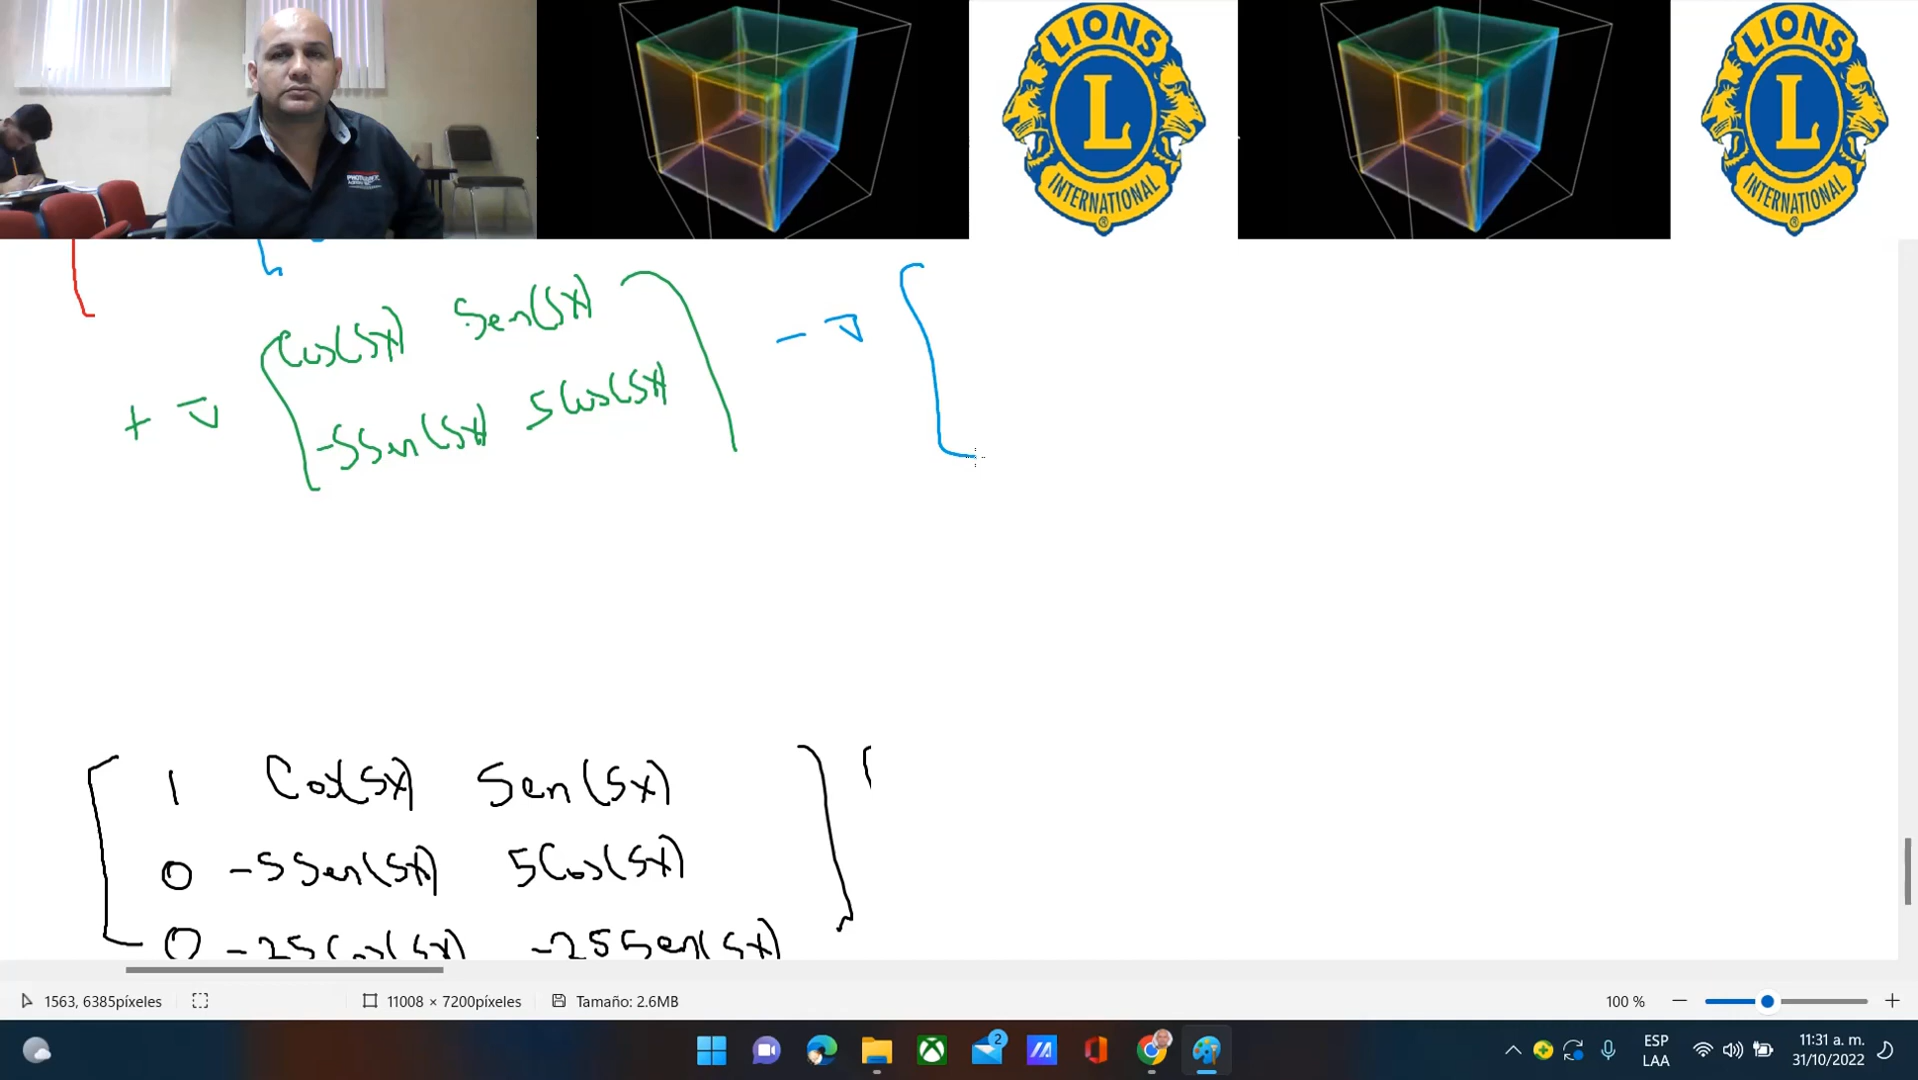 PROTUMEX
LIONS
L
INTERNATIONAL
®
LIONS
L
INTERNATIONAL
®
Cos(5x) Sen(5x)
+ -5Sen(5x) 5Cos(5x)
-
1 Cos(5x) Sen(5x)
0 -5Sen(5x) 5Cos(5x)
0 -25Cos(5x) -25Sen(5x)
1563, 6385píxeles
11008 × 7200píxeles
Tamaño: 2.6MB
100 %
2
ESP
LAA
11:31 a. m.
31/10/2022